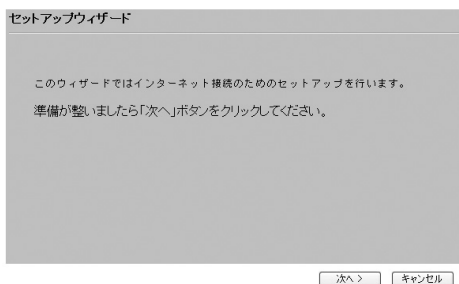 セットアップウィザード
このウィザードではインターネット接続のためのセットアップを行います。
準備が整いましたら「次へ」ボタンをクリックしてください。
次へ >
キャンセル